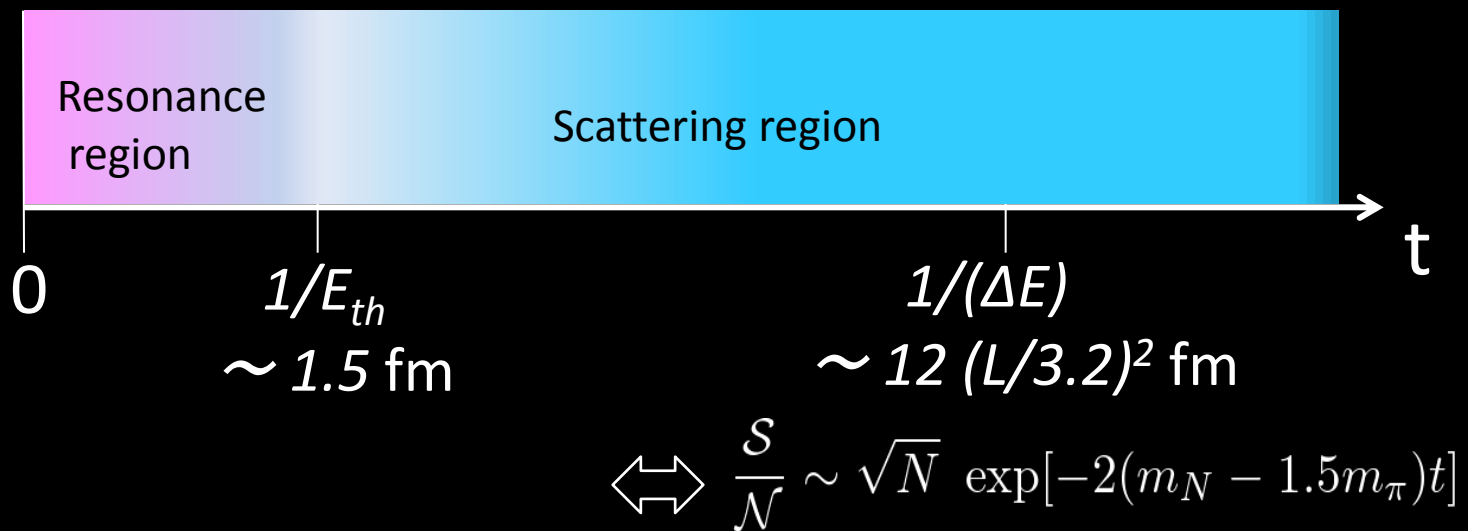 Resonance
region
Scattering region
t
0
1/E_th
～ 1.5 fm
1/(ΔE)
～ 12 (L/3.2)² fm
𝒮/𝒩 ∼ √N exp[−2(m_N − 1.5m_π)t]